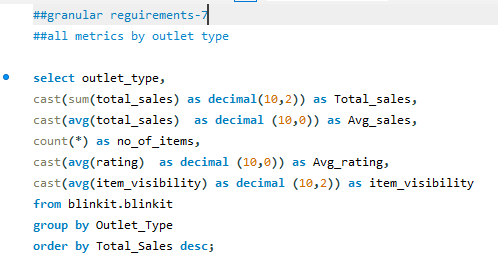 ##granular reguirements-7
##all metrics by outlet type
select outlet_type,
cast(sum(total_sales) as decimal(10,2)) as Total_sales,
cast(avg(total_sales)  as decimal (10,0)) as Avg_sales,
count(*) as no_of_items,
cast(avg(rating)  as decimal (10,0)) as Avg_rating,
cast(avg(item_visibility) as decimal (10,2)) as item_visibility
from blinkit.blinkit
group by Outlet_Type
order by Total_Sales desc;